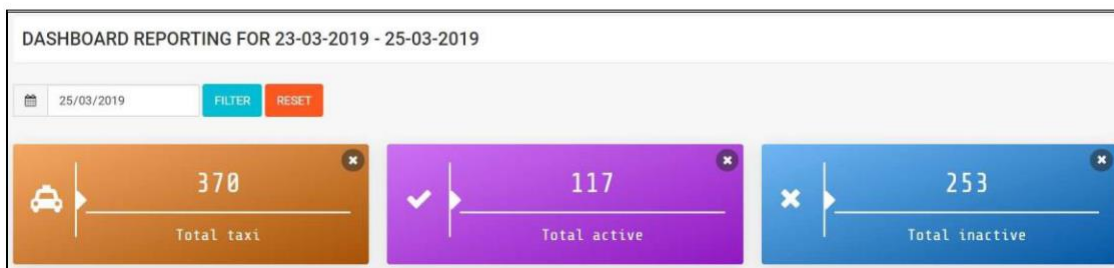 DASHBOARD REPORTING FOR 23-03-2019 - 25-03-2019
25/03/2019 FILTER RESET
370 117 253
Total taxi Total active Total inactive